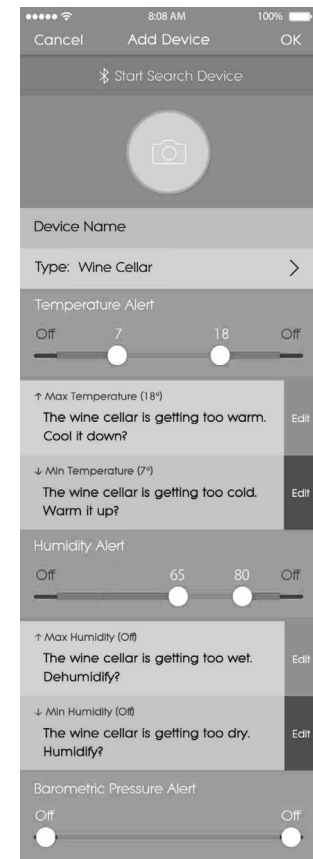 8:08 AM 100%
Cancel Add Device OK
Start Search Device
Device Name
Type: Wine Cellar
Temperature Alert
Off 7 18 Off
↑ Max Temperature (18°)
The wine cellar is getting too warm.
Cool it down?
Edit
↓ Min Temperature (7°)
The wine cellar is getting too cold.
Warm it up?
Edit
Humidity Alert
Off 65 80 Off
↑ Max Humidity (Off)
The wine cellar is getting too wet.
Dehumidify?
Edit
↓ Min Humidity (Off)
The wine cellar is getting too dry.
Humidify?
Edit
Barometric Pressure Alert
Off Off